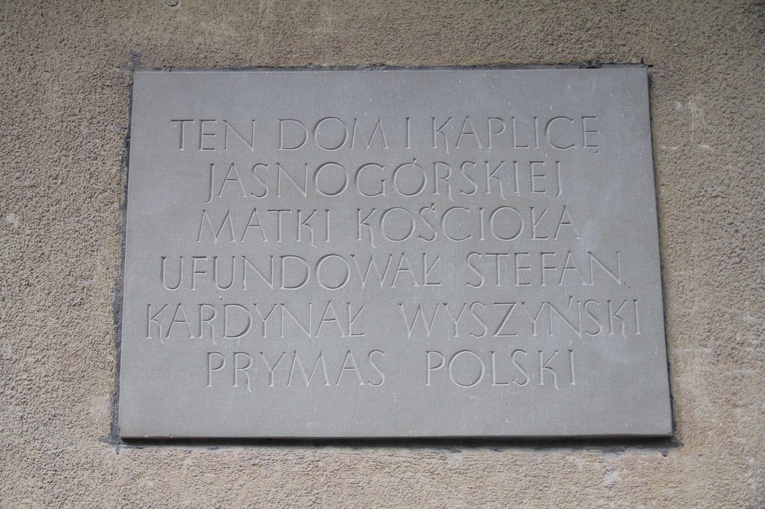 TEN DOM I KAPLICĘ
JASNOGÓRSKIEJ
MATKI KOŚCIOŁA
UFUNDOWAŁ STEFAN
KARDYNAŁ WYSZYŃSKI
PRYMAS POLSKI